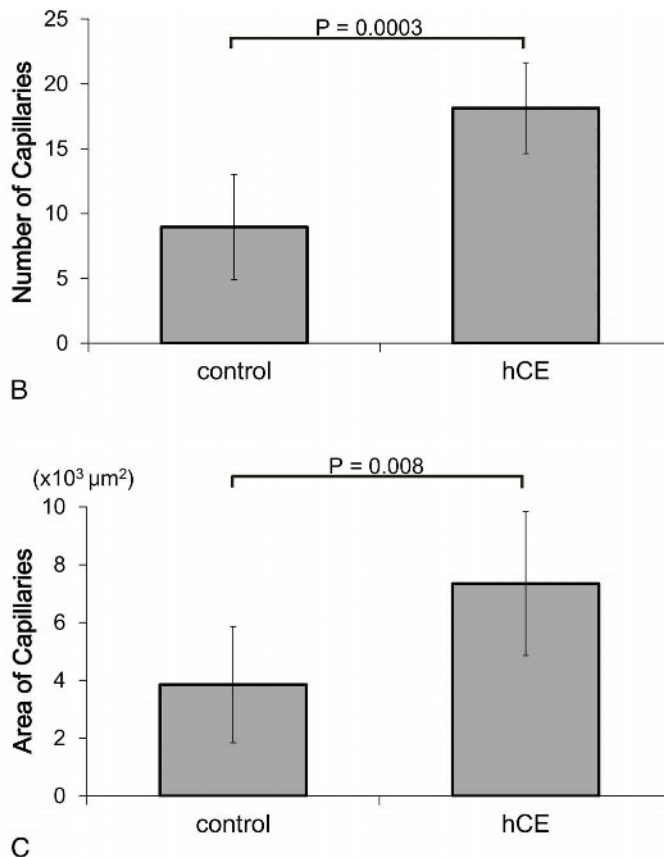 25
P = 0.0003
20
15
10
5
0
Number of Capillaries
control hCE
B
(x10³ µm²)
P = 0.008
10
8
6
4
2
0
Area of Capillaries
control hCE
C